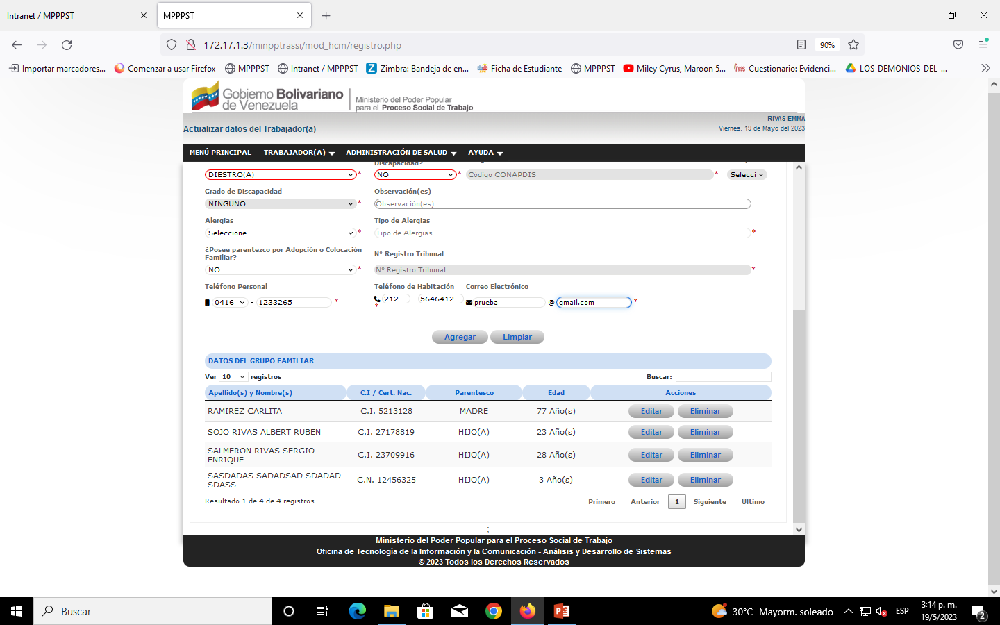 Intranet / MPPPST
MPPPST
172.17.1.3/minpptrassi/mod_hcm/registro.php
90%
Importar marcadores...
Comenzar a usar Firefox
MPPPST
Intranet / MPPPST
Zimbra: Bandeja de en...
Ficha de Estudiante
MPPPST
Miley Cyrus, Maroon 5...
Cuestionario: Evidenci...
LOS-DEMONIOS-DEL-...
Gobierno Bolivariano
de Venezuela
Ministerio del Poder Popular
para el Proceso Social de Trabajo
RIVAS EMMA
Actualizar datos del Trabajador(a)
Viernes, 19 de Mayo del 2023
MENÚ PRINCIPAL TRABAJADOR(A) ADMINISTRACIÓN DE SALUD AYUDA
Discapacidad?
DIESTRO(A) * NO * Código CONAPDIS * Selecci
Grado de Discapacidad Observación(es)
NINGUNO * Observación(es)
Alergias Tipo de Alergias
Seleccione * Tipo de Alergias *
¿Posee parentezco por Adopción o Colocación
Familiar?
Nº Registro Tribunal
NO * Nº Registro Tribunal *
Teléfono Personal Teléfono de Habitación Correo Electrónico
0416 - 1233265 * 212 - 5646412 * prueba @ gmail.com *
Agregar Limpiar
DATOS DEL GRUPO FAMILIAR
Ver 10 registros Buscar:
Apellido(s) y Nombre(s) C.I / Cert. Nac. Parentesco Edad Acciones
RAMIREZ CARLITA C.I. 5213128 MADRE 77 Año(s) Editar Eliminar
SOJO RIVAS ALBERT RUBEN C.I. 27178819 HIJO(A) 23 Año(s) Editar Eliminar
SALMERON RIVAS SERGIO
ENRIQUE
C.I. 23709916 HIJO(A) 28 Año(s) Editar Eliminar
SASDADAS SADADSAD SDADAD
SDASS
C.N. 12456325 HIJO(A) 3 Año(s) Editar Eliminar
Resultado 1 de 4 de 4 registros Primero Anterior 1 Siguiente Ultimo
;
Ministerio del Poder Popular para el Proceso Social de Trabajo
Oficina de Tecnología de la Información y la Comunicación - Análisis y Desarrollo de Sistemas
© 2023 Todos los Derechos Reservados
Buscar
30°C Mayorm. soleado
ESP
3:14 p. m.
19/5/2023
2